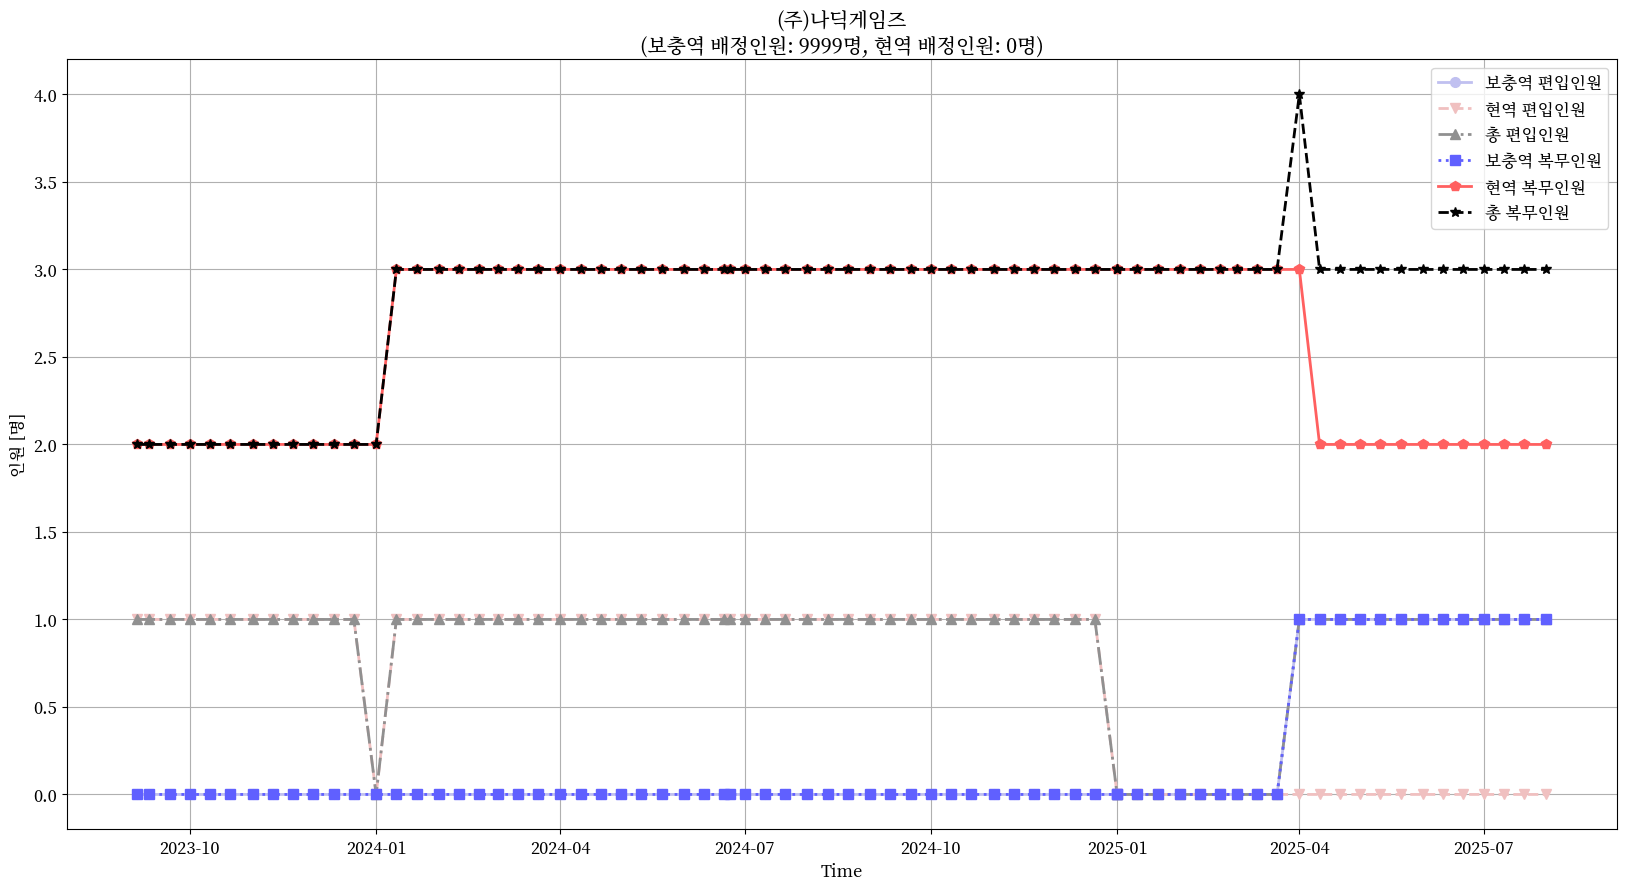 (주)나딕게임즈
(보충역 배정인원: 9999명, 현역 배정인원: 0명)
인원 [명]
4.0
3.5
3.0
2.5
2.0
1.5
1.0
0.5
0.0
보충역 편입인원
현역 편입인원
총 편입인원
보충역 복무인원
현역 복무인원
총 복무인원
2023-10 2024-01 2024-04 2024-07 2024-10 2025-01 2025-04 2025-07
Time